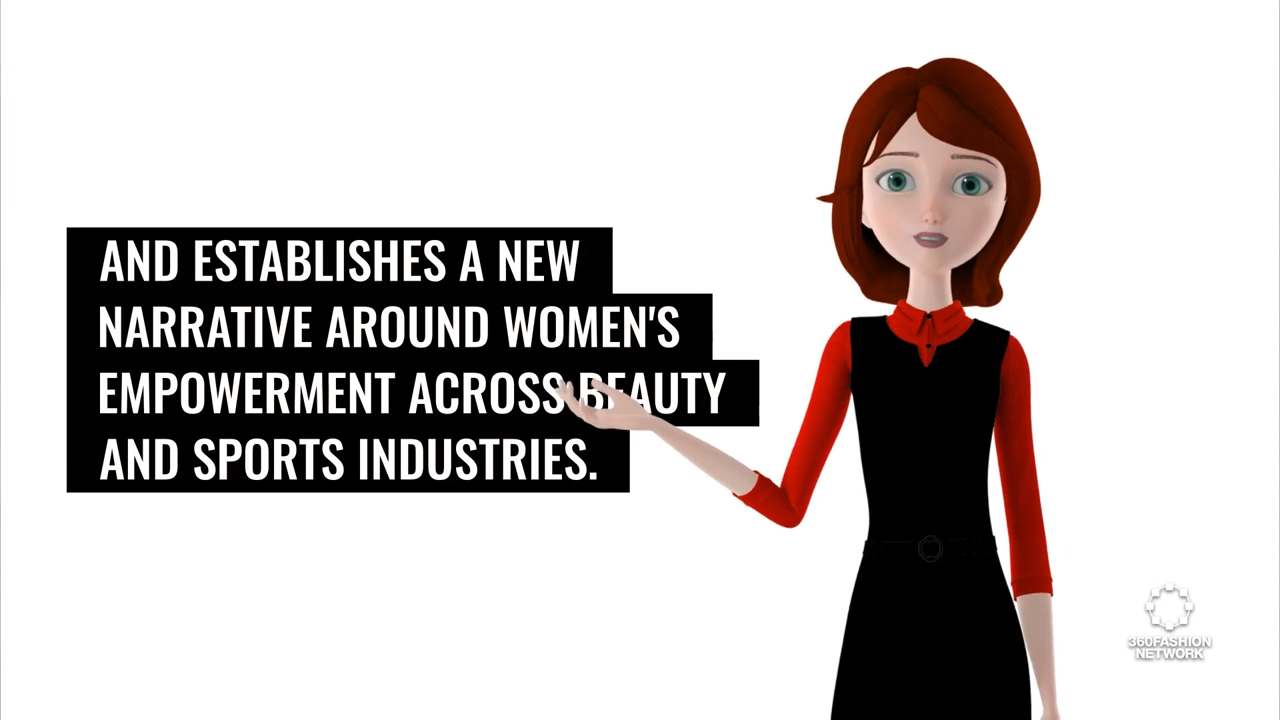 AND ESTABLISHES A NEW
NARRATIVE AROUND WOMEN'S
EMPOWERMENT ACROSS BEAUTY
AND SPORTS INDUSTRIES.
360FASHION
NETWORK